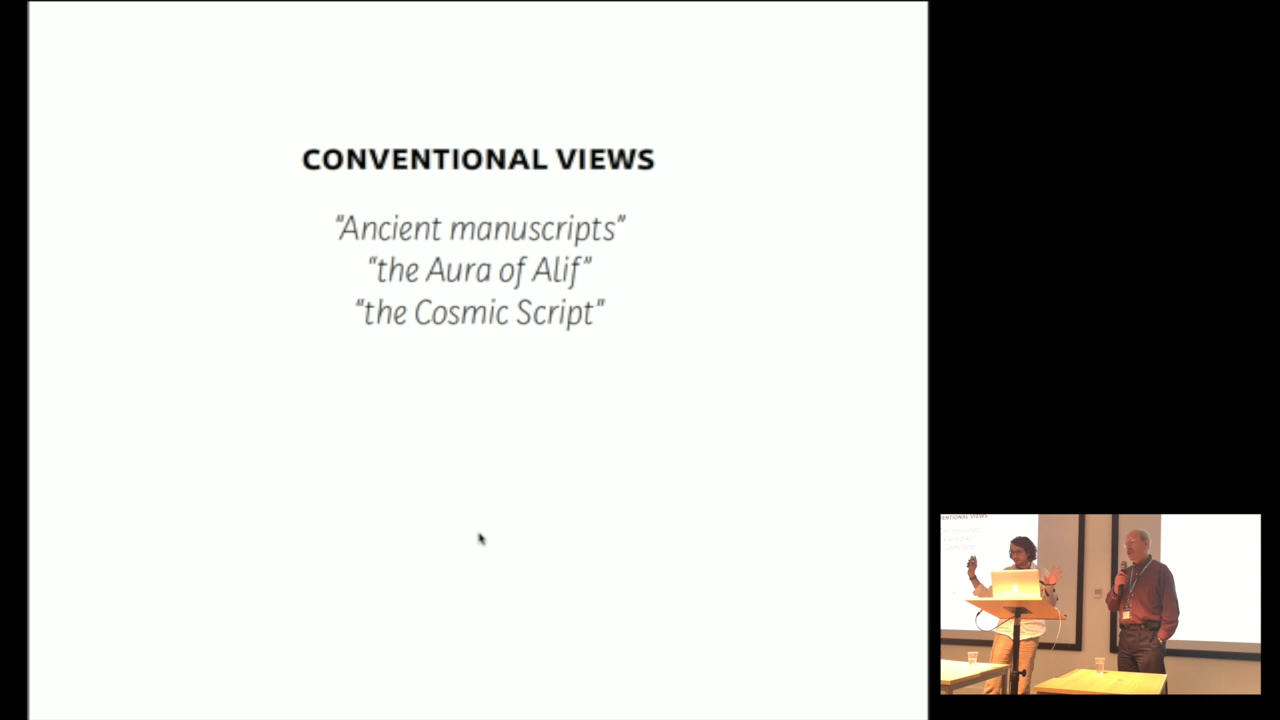 CONVENTIONAL VIEWS
“Ancient manuscripts”
“the Aura of Alif”
“the Cosmic Script”